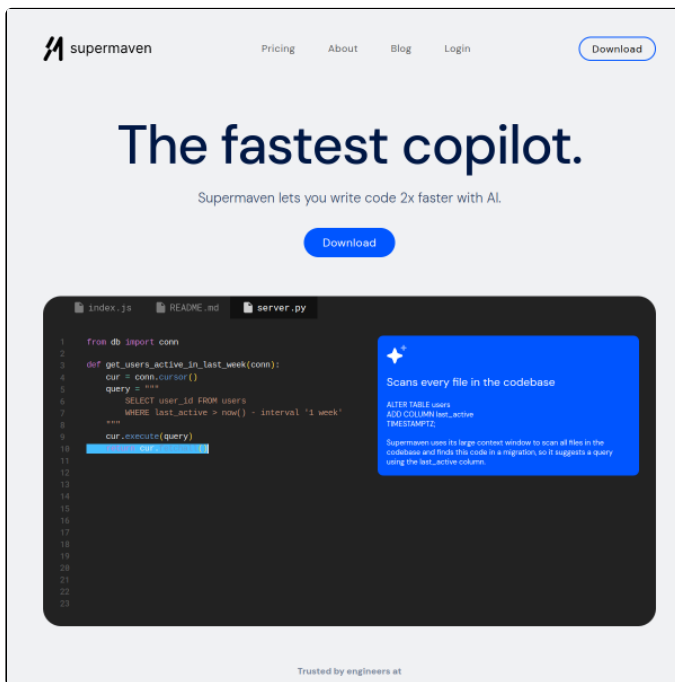 supermaven
Pricing About Blog Login Download
The fastest copilot.
Supermaven lets you write code 2x faster with AI.
Download
index.js README.md server.py
1 from db import conn
2
3 def get_users_active_in_last_week(conn):
4 cur = conn.cursor()
5 query = """
6 SELECT user_id FROM users
7 WHERE last_active > now() - interval '1 week'
8 """
9 cur.execute(query)
10 cur. ()
11
12
13
14
15
16
17
18
19
20
21
22
23
Scans every file in the codebase
ALTER TABLE users
ADD COLUMN last_active
TIMESTAMPTZ;
Supermaven uses its large context window to scan all files in the
codebase and finds this code in a migration, so it suggests a query
using the last_active column.
Trusted by engineers at